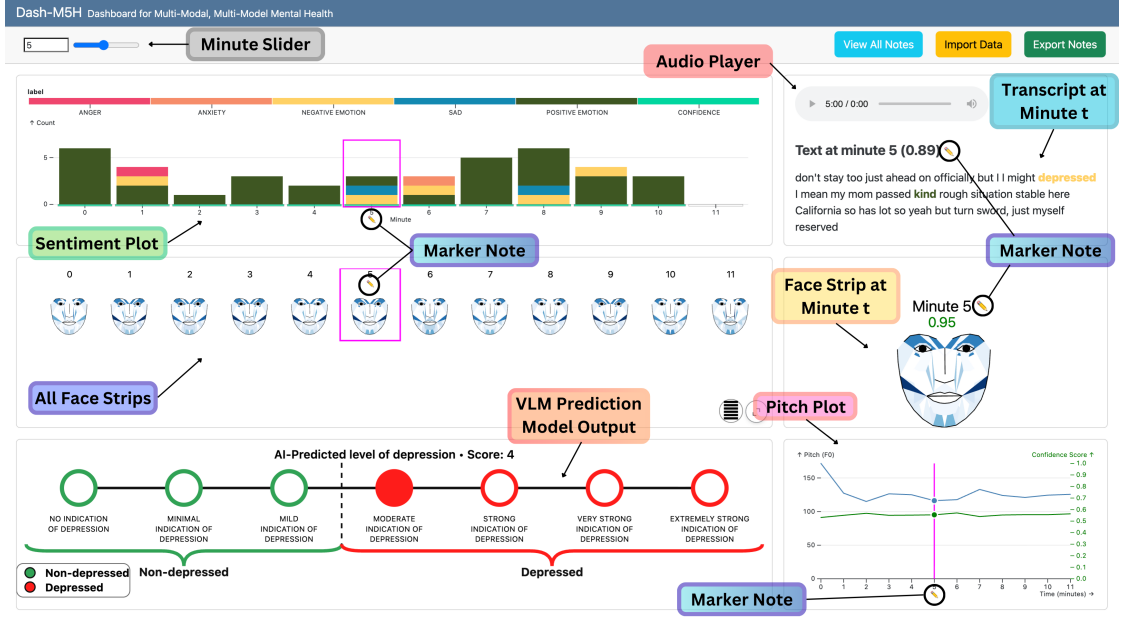 Dash-M5H Dashboard for Multi-Modal, Multi-Model Mental Health
5
Minute Slider
View All Notes
Import Data
Export Notes
Audio Player
label
ANGER
ANXIETY
NEGATIVE EMOTION
SAD
POSITIVE EMOTION
CONFIDENCE
↑ Count
5
0
0 1 2 3 4 5 6 7 8 9 10 11
Minute
Sentiment Plot
Marker Note
5:00 / 0:00
Transcript at
Minute t
Text at minute 5 (0.89)
don't stay too just ahead on officially but I I might depressed
I mean my mom passed kind rough situation stable here
California so has lot so yeah but turn sword, just myself
reserved
Marker Note
0 1 2 3 4 5 6 7 8 9 10 11
All Face Strips
Face Strip at
Minute t
Minute 5
0.95
VLM Prediction
Model Output
Pitch Plot
AI-Predicted level of depression • Score: 4
NO INDICATION
OF DEPRESSION
MINIMAL
INDICATION OF
DEPRESSION
MILD
INDICATION OF
DEPRESSION
MODERATE
INDICATION OF
DEPRESSION
STRONG
INDICATION OF
DEPRESSION
VERY STRONG
INDICATION OF
DEPRESSION
EXTREMELY STRONG
INDICATION OF
DEPRESSION
Non-depressed
Depressed
Non-depressed
Depressed
↑ Pitch (F0)
Confidence Score ↑
150
100
50
0
1.0
0.9
0.8
0.7
0.6
0.5
0.4
0.3
0.2
0.1
0.0
0 1 2 3 4 5 6 7 8 9 10 11
Time (minutes) →
Marker Note